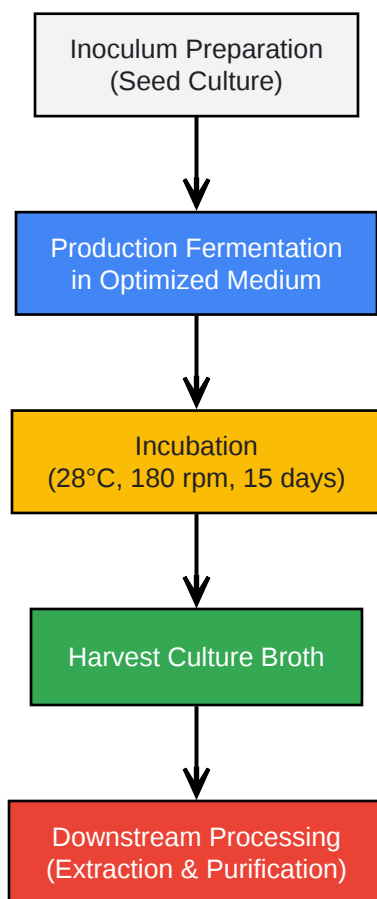 Inoculum Preparation
(Seed Culture)
Production Fermentation
in Optimized Medium
Incubation
(28°C, 180 rpm, 15 days)
Harvest Culture Broth
Downstream Processing
(Extraction & Purification)